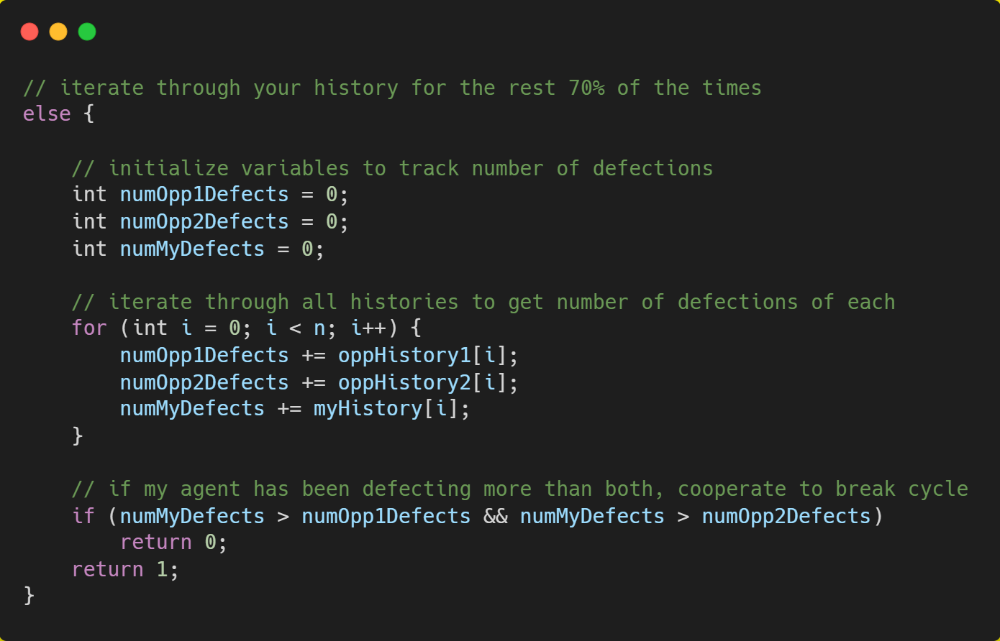 // iterate through your history for the rest 70% of the times
else {
// initialize variables to track number of defections
int numOpp1Defects = 0;
int numOpp2Defects = 0;
int numMyDefects = 0;
// iterate through all histories to get number of defections of each
for (int i = 0; i < n; i++) {
numOpp1Defects += oppHistory1[i];
numOpp2Defects += oppHistory2[i];
numMyDefects += myHistory[i];
}
// if my agent has been defecting more than both, cooperate to break cycle
if (numMyDefects > numOpp1Defects && numMyDefects > numOpp2Defects)
return 0;
return 1;
}